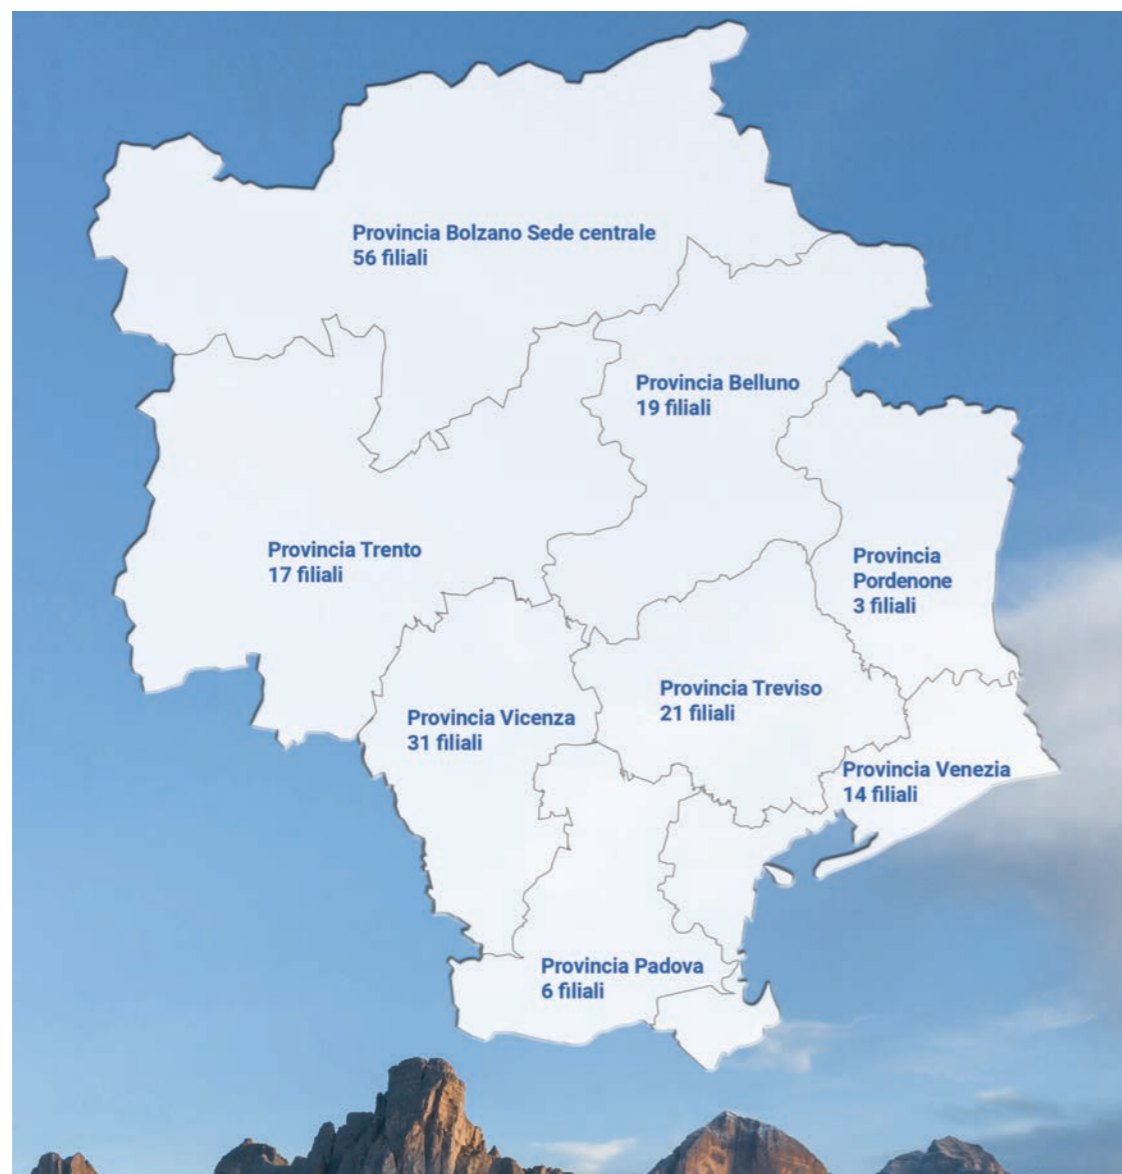 Provincia Bolzano Sede centrale
56 filiali
Provincia Belluno
19 filiali
Provincia Trento
17 filiali
Provincia
Pordenone
3 filiali
Provincia Treviso
21 filiali
Provincia Vicenza
31 filiali
Provincia Venezia
14 filiali
Provincia Padova
6 filiali